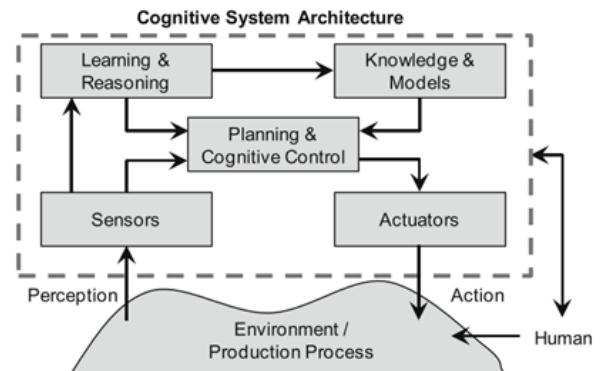 Cognitive System Architecture
Learning &
Reasoning
Knowledge &
Models
Planning &
Cognitive Control
Sensors
Actuators
Perception
Action
Environment /
Production Process
Human